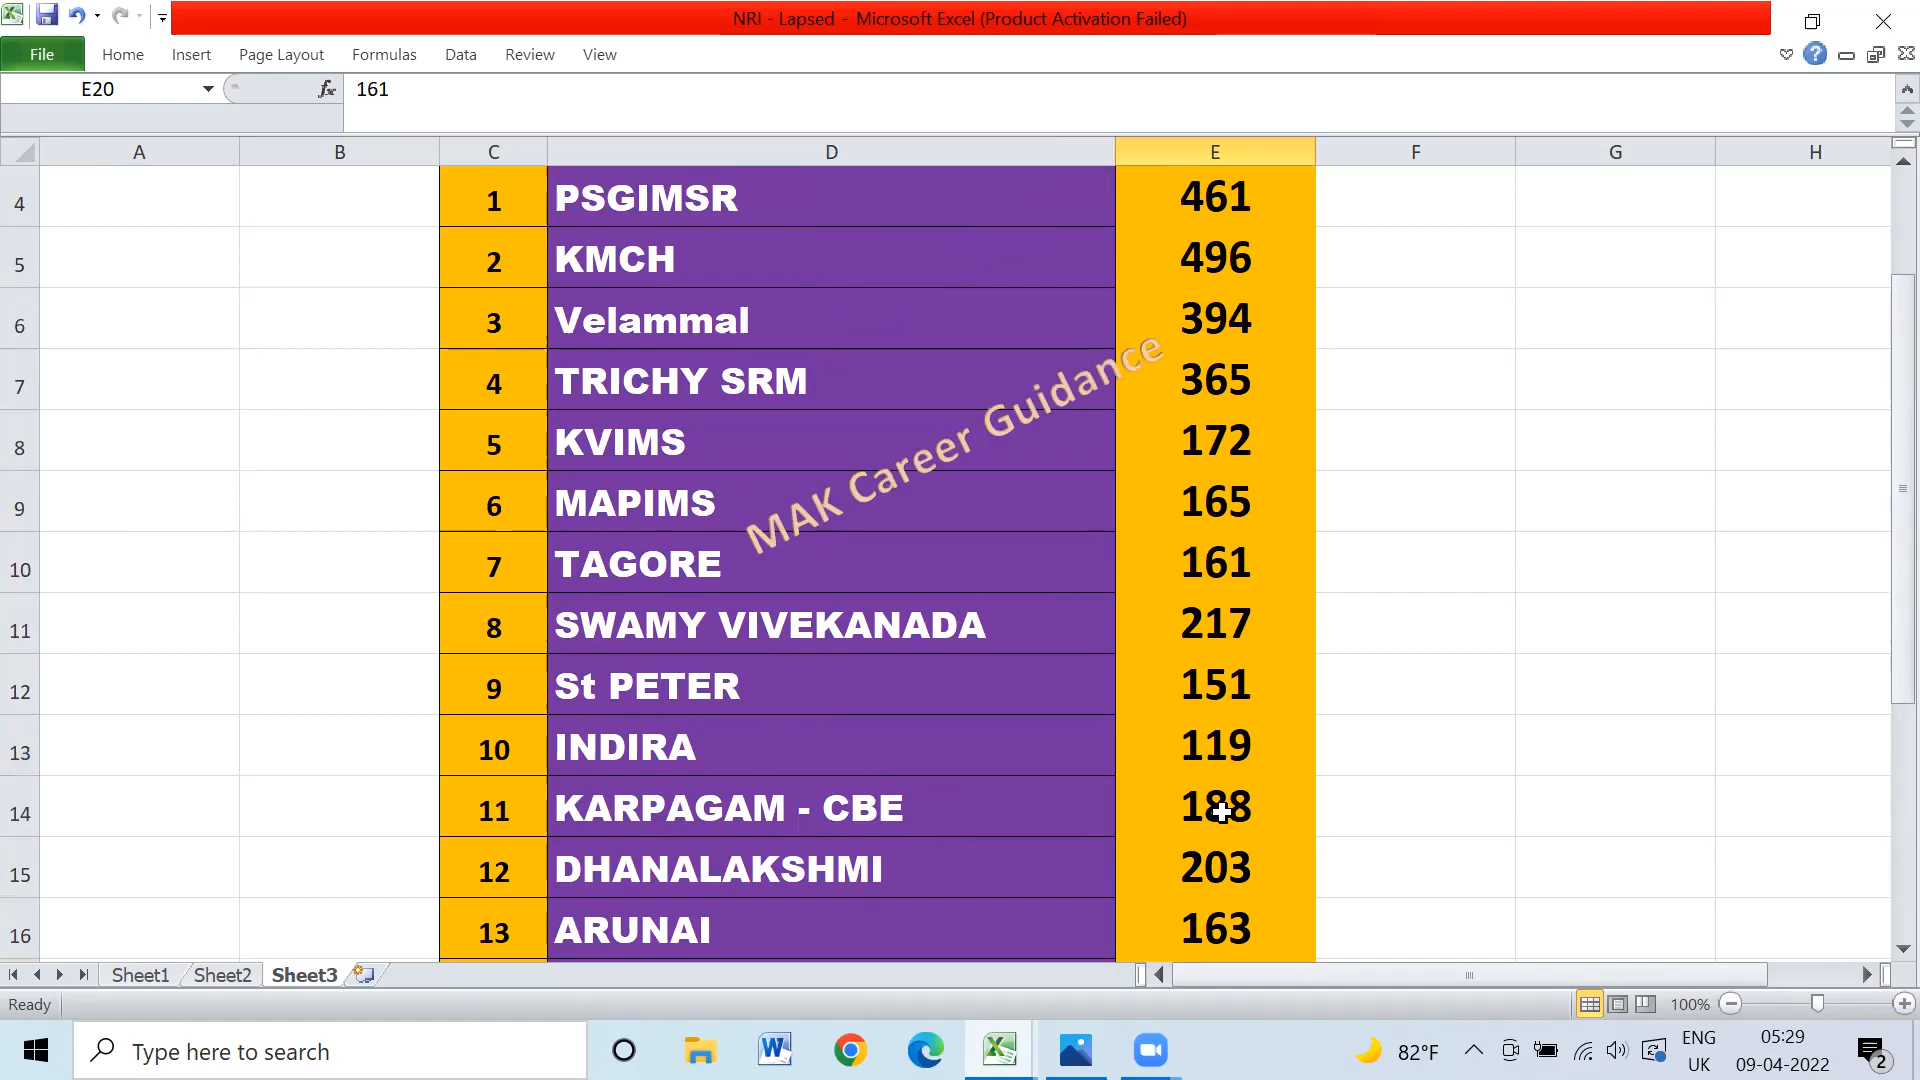 NRI - Lapsed - Microsoft Excel (Product Activation Failed)
File Home Insert Page Layout Formulas Data Review View
E20 fx 161
A B C D E F G H
4 1 PSGIMSR 461
5 2 KMCH 496
6 3 Velammal 394
7 4 TRICHY SRM 365
8 5 KVIMS 172
9 6 MAPIMS 165
10 7 TAGORE 161
11 8 SWAMY VIVEKANADA 217
12 9 St PETER 151
13 10 INDIRA 119
14 11 KARPAGAM - CBE 188
15 12 DHANALAKSHMI 203
16 13 ARUNAI 163
MAK Career Guidance
Sheet1 Sheet2 Sheet3
Ready 100%
Type here to search 82°F ENG 05:29
UK 09-04-2022 2